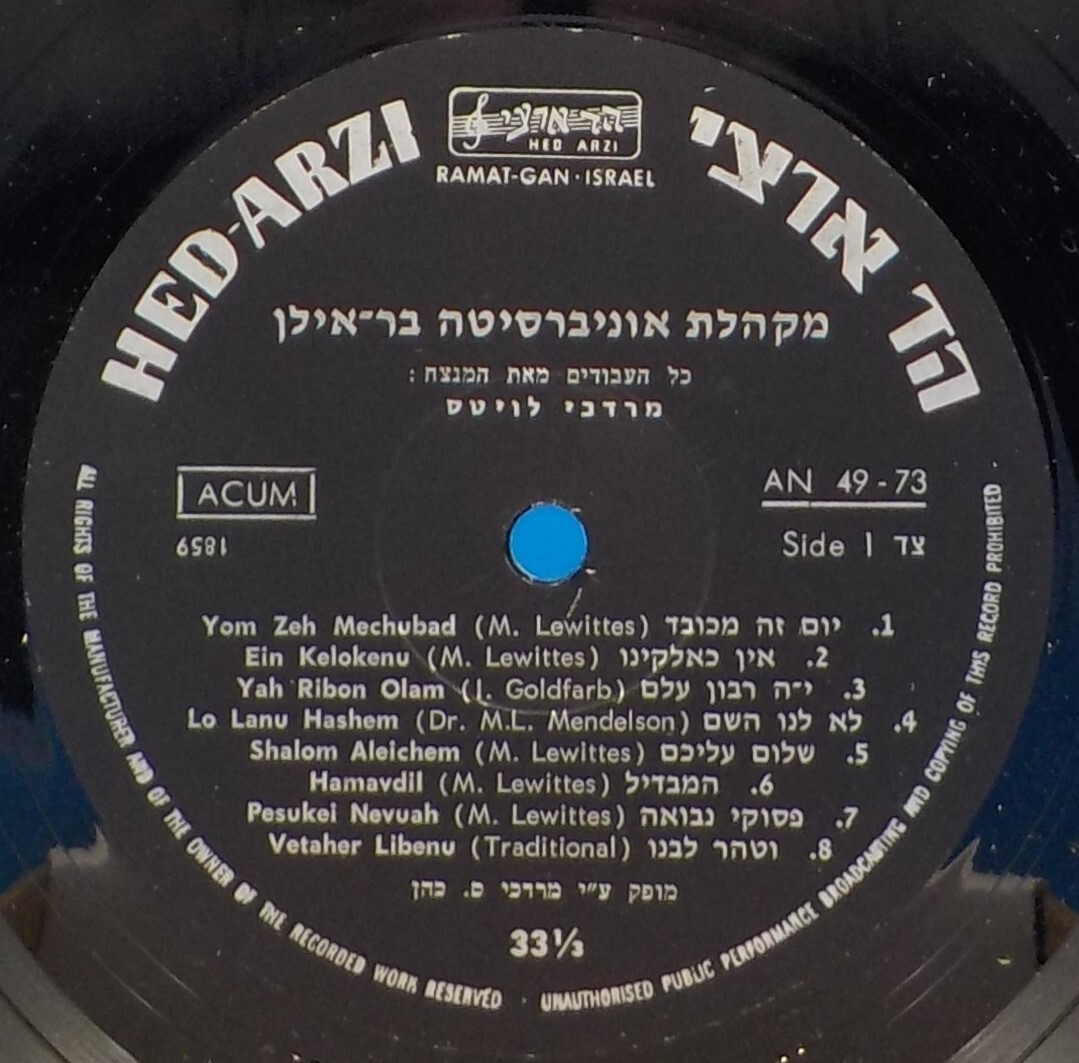 HED-ARZI
הד ארצי
HED ARZI
RAMAT-GAN · ISRAEL
הד ארצי
מקהלת אוניברסיטה בר־אילן
כל העבודים מאת המנצח:
מרדכי לויטס
ACUM
AN 49-73
1859
Side 1 צד
1. יום זה מכובד Yom Zeh Mechubad (M. Lewittes)
2. אין כאלקינו Ein Kelokenu (M. Lewittes)
3. י־ה רבון עלם Yah Ribon Olam (I. Goldfarb)
4. לא לנו השם Lo Lanu Hashem (Dr. M.L. Mendelson)
5. שלום עליכם Shalom Aleichem (M. Lewittes)
6. המבדיל Hamavdil (M. Lewittes)
7. פסוקי נבואה Pesukei Nevuah (M. Lewittes)
8. וטהר לבנו Vetaher Libenu (Traditional)
מופק ע״י מרדכי ס. כהן
33⅓
ALL RIGHTS OF THE MANUFACTURER AND OF THE OWNER OF THE RECORDED WORK RESERVED · UNAUTHORISED PUBLIC PERFORMANCE BROADCASTING AND COPYING OF THIS RECORD PROHIBITED ·